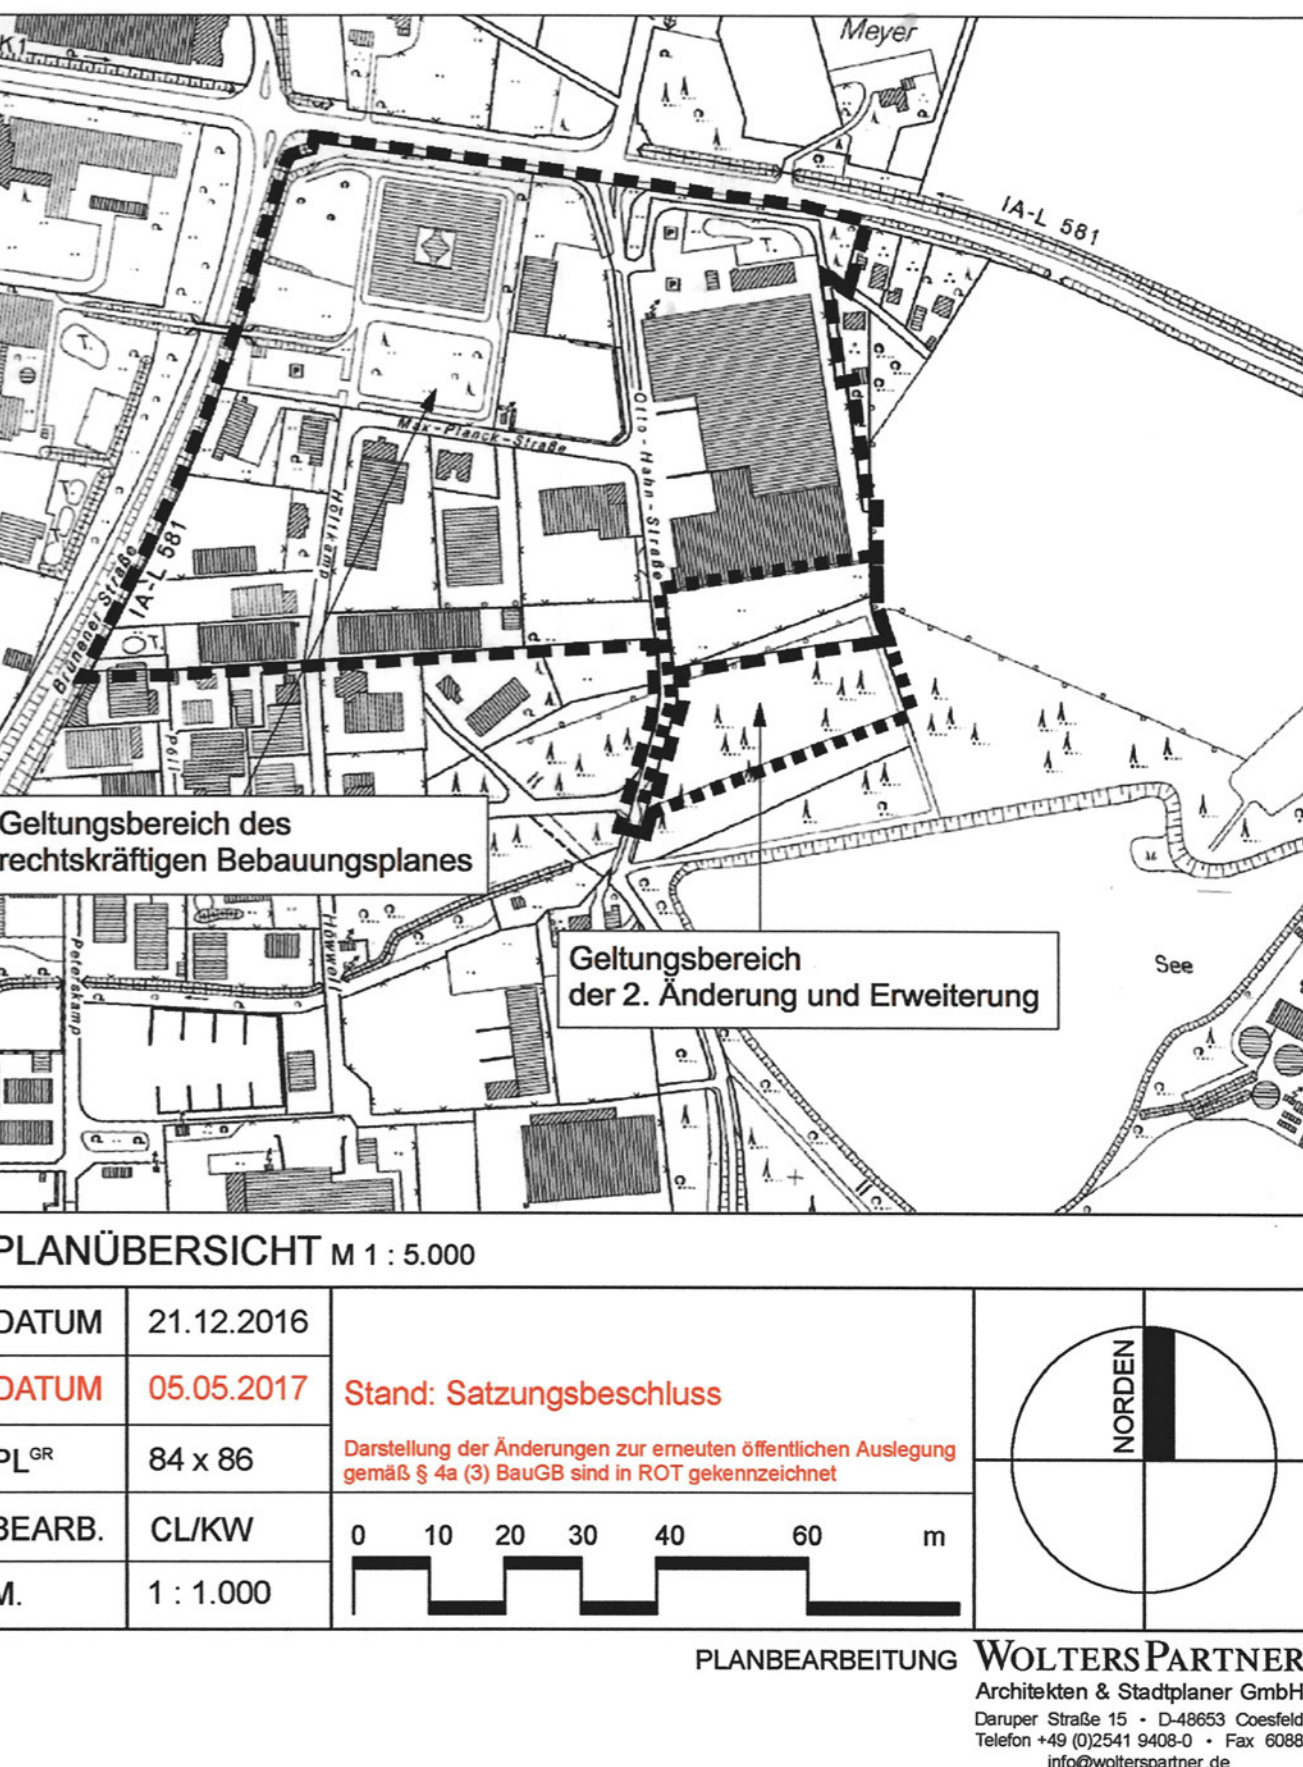 K1
Meyer
IA-L 581
T.
T.
Otto-Hahn-Straße
Max-Planck-Straße
Höltkamp
IA-L 581
Brünener Straße
T.
Geltungsbereich des
rechtskräftigen Bebauungsplanes
Geltungsbereich
der 2. Änderung und Erweiterung
See
Peterskamp
PLANÜBERSICHT M 1 : 5.000
DATUM 21.12.2016
DATUM 05.05.2017
Stand: Satzungsbeschluss
Darstellung der Änderungen zur erneuten öffentlichen Auslegung
gemäß § 4a (3) BauGB sind in ROT gekennzeichnet
PLGR 84 x 86
BEARB. CL/KW
M. 1 : 1.000
0 10 20 30 40 60 m
NORDEN
PLANBEARBEITUNG WOLTERS PARTNER
Architekten & Stadtplaner GmbH
Daruper Straße 15 • D-48653 Coesfeld
Telefon +49 (0)2541 9408-0 • Fax 6088
info@wolterspartner.de